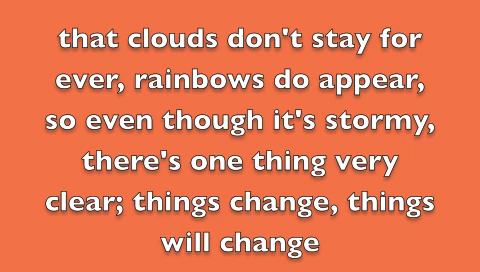 that clouds don't stay for
ever, rainbows do appear,
so even though it's stormy,
there's one thing very
clear; things change, things
will change